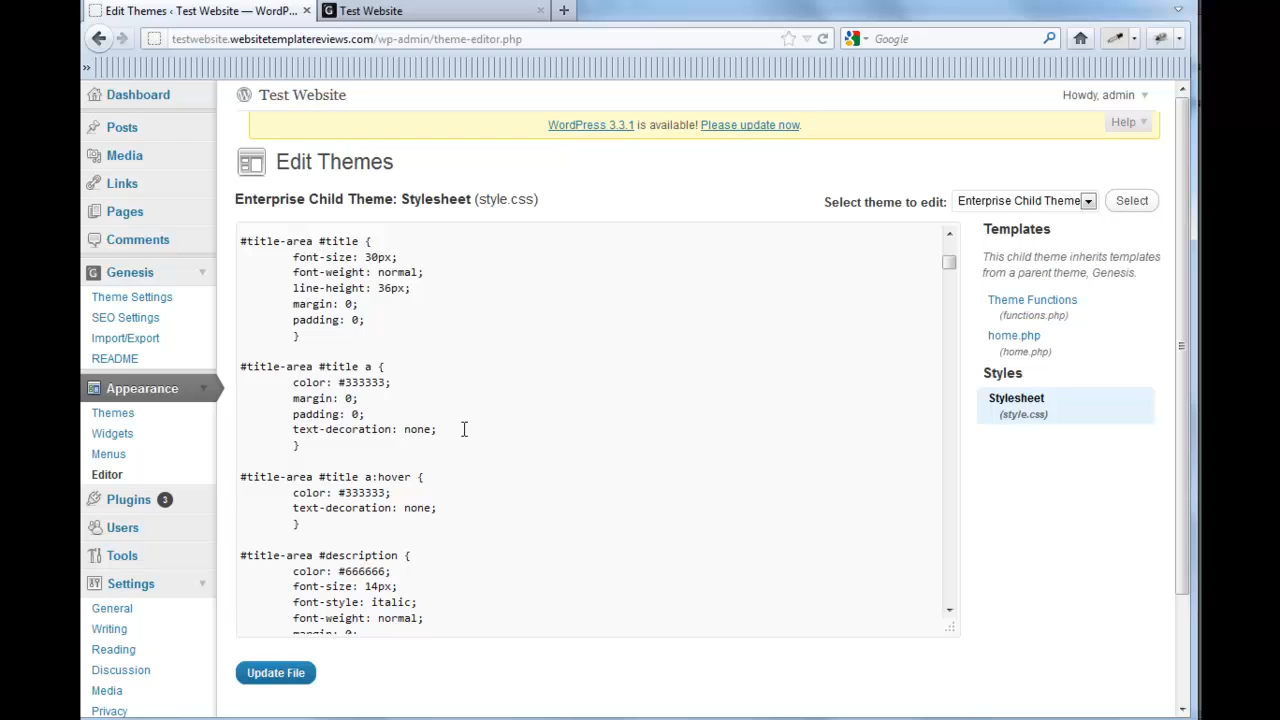 Edit Themes ‹ Test Website — WordP...
Test Website
testwebsite.websitetemplatereviews.com/wp-admin/theme-editor.php
Google
Dashboard
Posts
Media
Links
Pages
Comments
Genesis
Theme Settings
SEO Settings
Import/Export
README
Appearance
Themes
Widgets
Menus
Editor
Plugins 3
Users
Tools
Settings
General
Writing
Reading
Discussion
Media
Privacy
Test Website
Howdy, admin
WordPress 3.3.1 is available! Please update now.
Help
Edit Themes
Enterprise Child Theme: Stylesheet (style.css)
Select theme to edit: Enterprise Child Theme Select
#title-area #title {
font-size: 30px;
font-weight: normal;
line-height: 36px;
margin: 0;
padding: 0;
}
#title-area #title a {
color: #333333;
margin: 0;
padding: 0;
text-decoration: none;
}
#title-area #title a:hover {
color: #333333;
text-decoration: none;
}
#title-area #description {
color: #666666;
font-size: 14px;
font-style: italic;
font-weight: normal;
margin: 0;
Update File
Templates
This child theme inherits templates
from a parent theme, Genesis.
Theme Functions
(functions.php)
home.php
(home.php)
Styles
Stylesheet
(style.css)